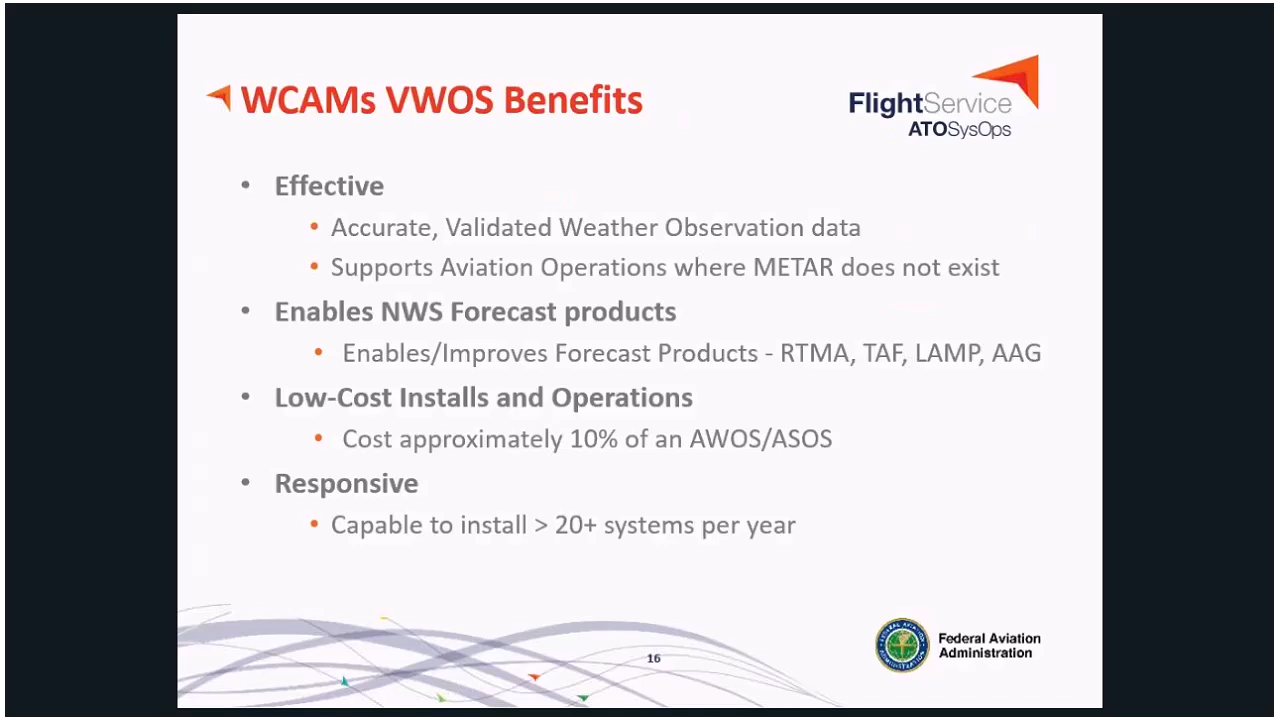 WCAMs VWOS Benefits
FlightService
ATOSysOps
• Effective
• Accurate, Validated Weather Observation data
• Supports Aviation Operations where METAR does not exist
• Enables NWS Forecast products
• Enables/Improves Forecast Products - RTMA, TAF, LAMP, AAG
• Low-Cost Installs and Operations
• Cost approximately 10% of an AWOS/ASOS
• Responsive
• Capable to install > 20+ systems per year
16
Federal Aviation
Administration